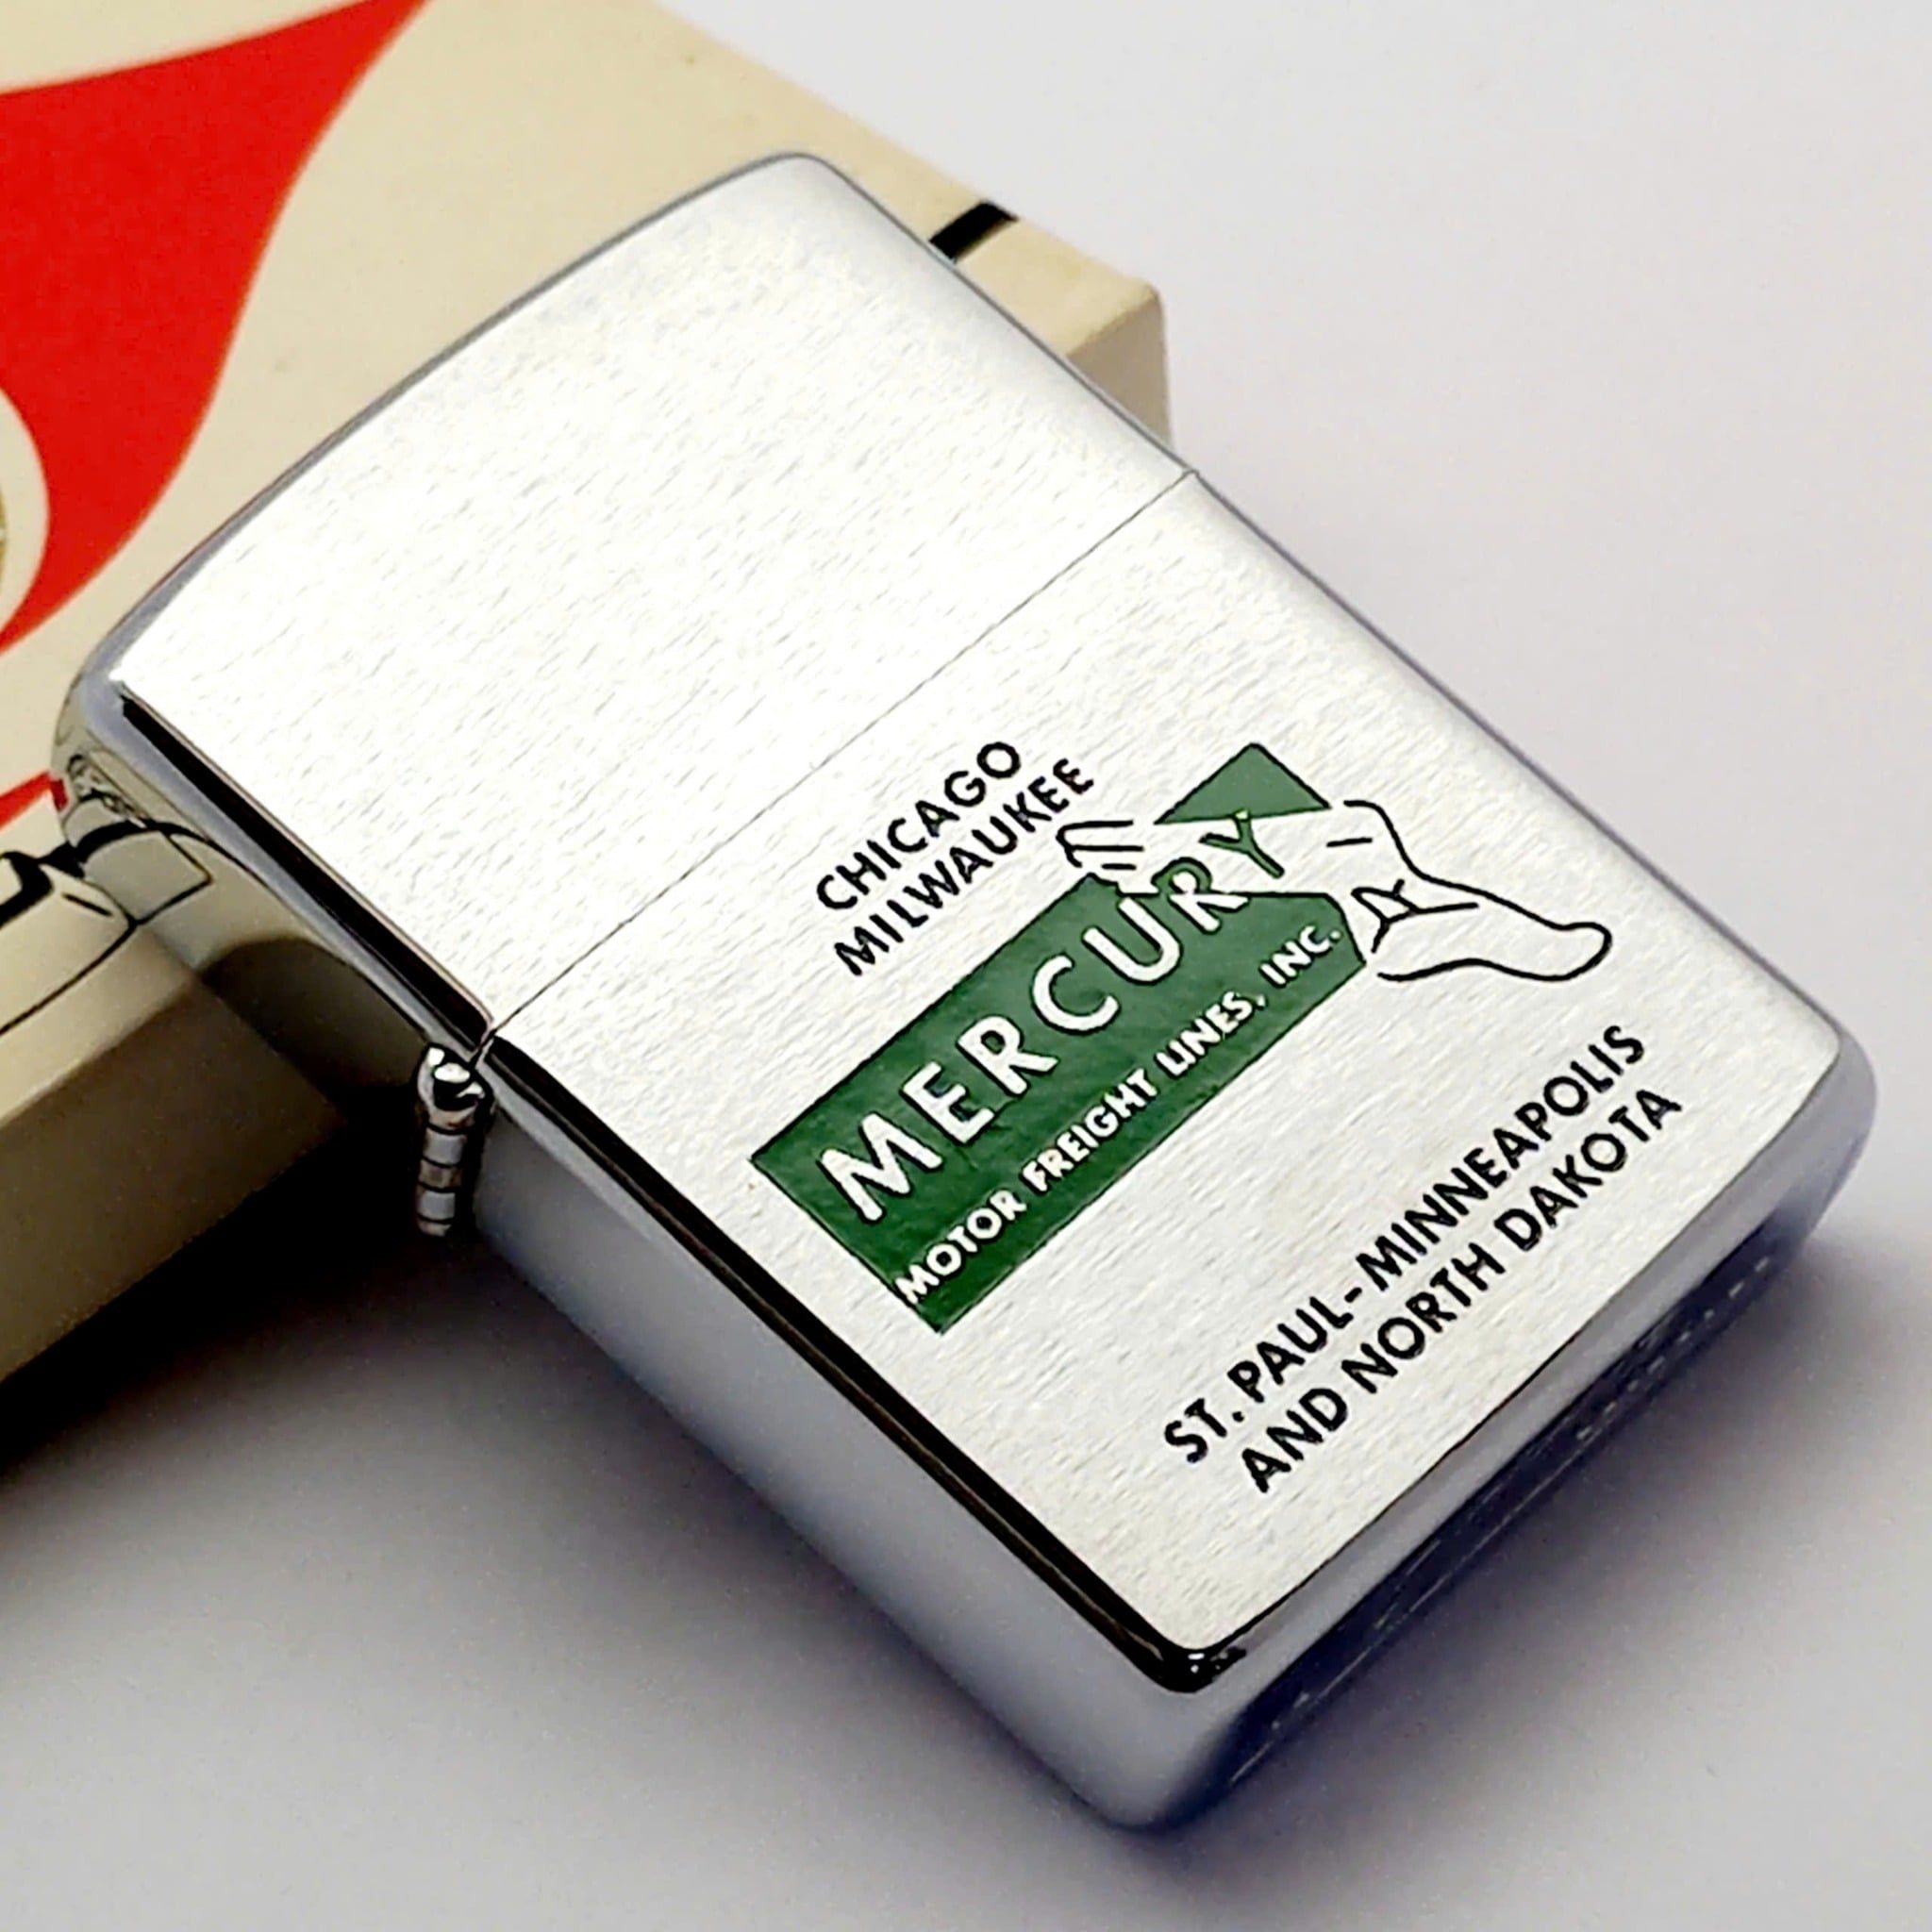 CHICAGO
MILWAUKEE
MERCURY
MOTOR FREIGHT LINES, INC.
ST. PAUL-MINNEAPOLIS
AND NORTH DAKOTA